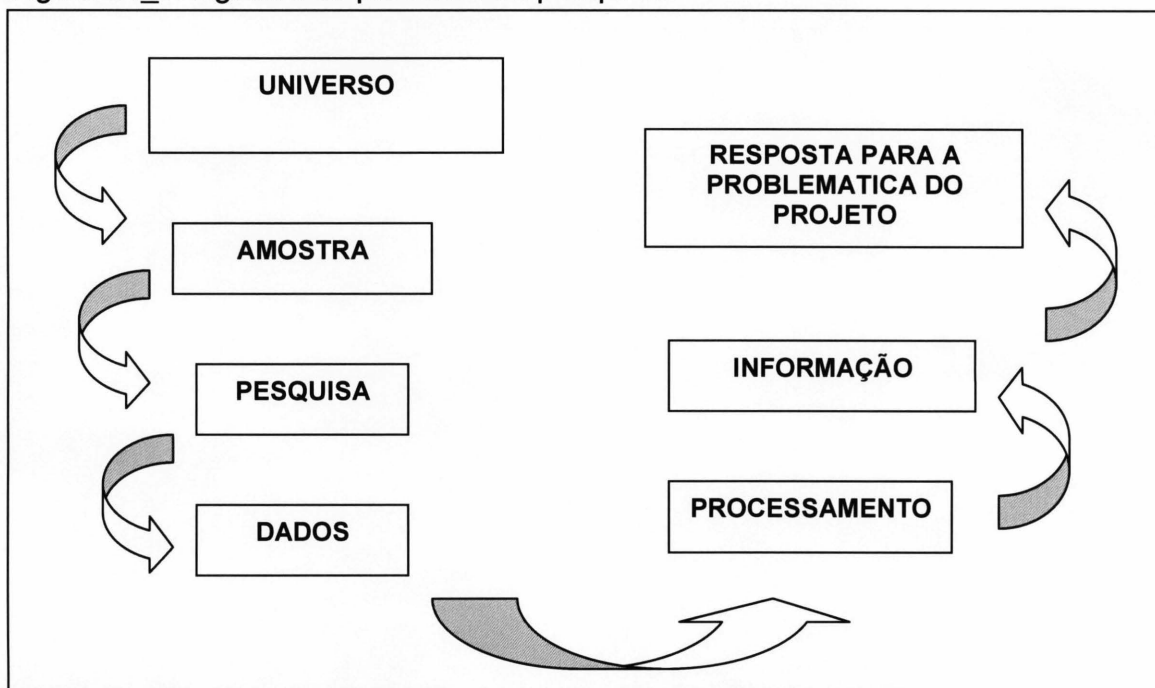 UNIVERSO
AMOSTRA
PESQUISA
DADOS
RESPOSTA PARA A
PROBLEMATICA DO
PROJETO
INFORMAÇÃO
PROCESSAMENTO